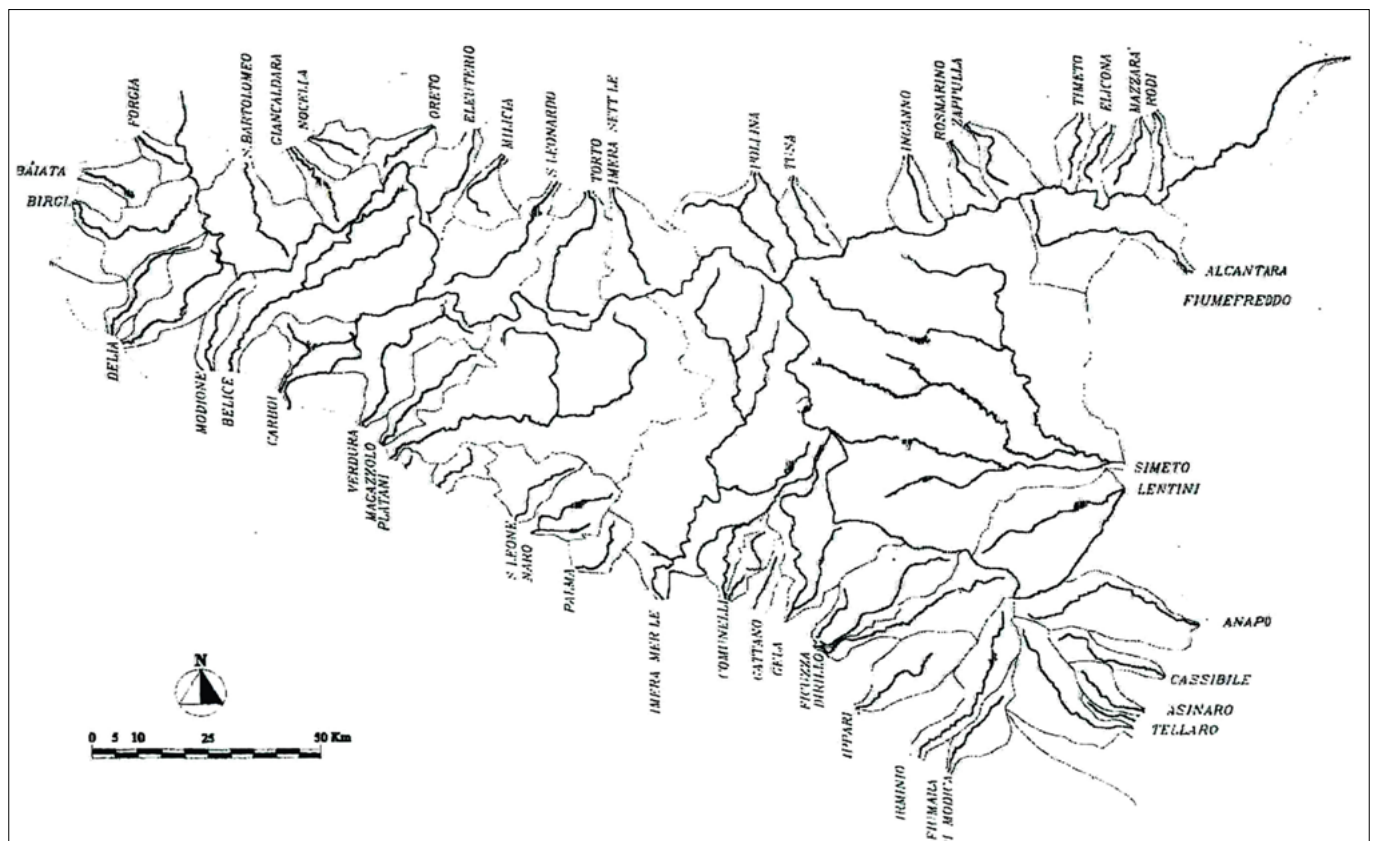 FORGIA
S.BARTOLOMEO
GIANCALDARA
NOCELLA
ORETO
ELEUTERIO
MILICIA
S LEONARDO
TORTO
IMERA SETT LE
POLLINA
TUSA
INGANNO
ROSMARINO
ZAPPULLA
TIMETO
ELICONA
MAZZARA'
RODI
BAIATA
BIRGI
ALCANTARA
FIUMEFREDDO
DELIA
MODIONE
BELICE
CARBOI
VERDURA
MAGAZZOLO
PLATANI
SIMETO
LENTINI
S LEONE
NARO
PALMA
IMERA MER LE
COMUNELLI
GATTANO
GELA
FICUZZA
DIRILLO
IPPARI
IRMINIO
FIUMARA
I MODICA
ANAPO
CASSIBILE
ASINARO
TELLARO
N
0 5 10 25 50 Km